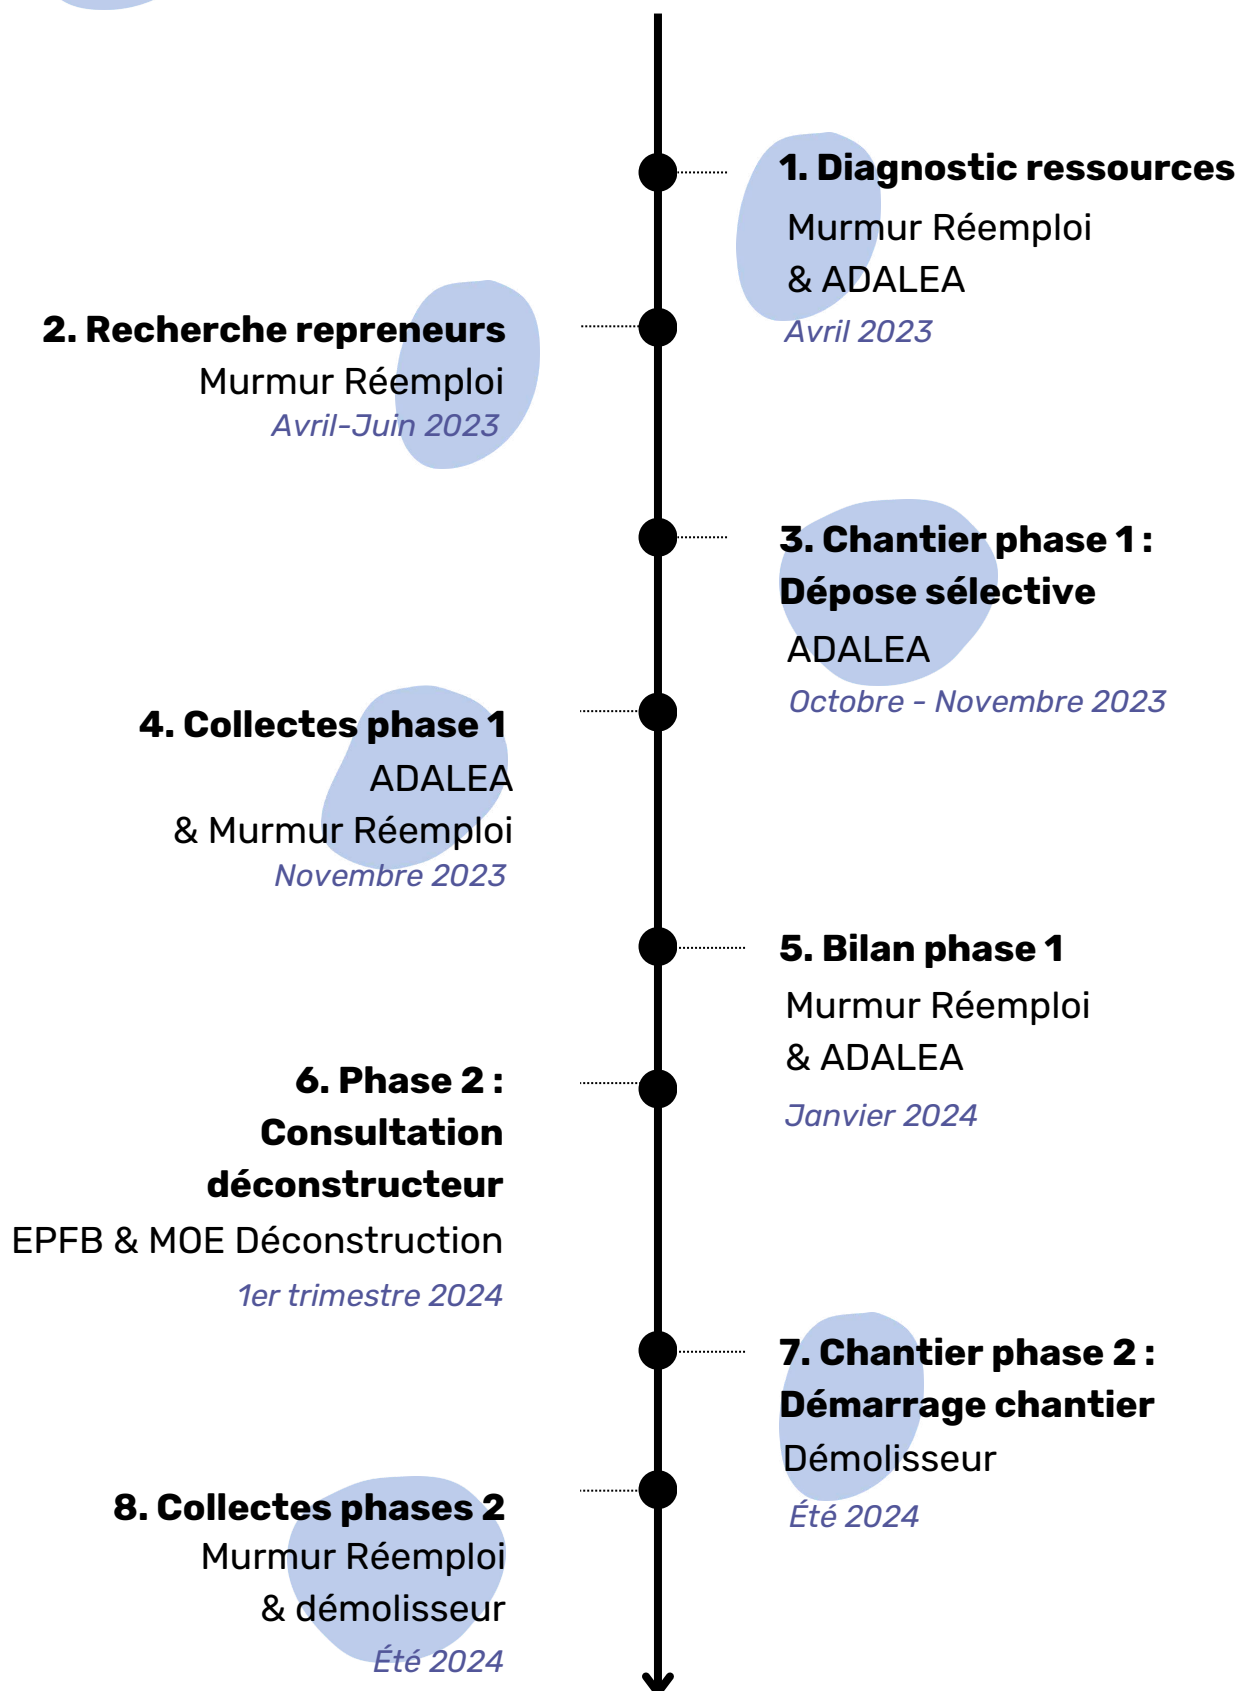 1. Diagnostic ressources
Murmur Réemploi
& ADALEA
Avril 2023
2. Recherche repreneurs
Murmur Réemploi
Avril-Juin 2023
3. Chantier phase 1 :
Dépose sélective
ADALEA
Octobre - Novembre 2023
4. Collectes phase 1
ADALEA
& Murmur Réemploi
Novembre 2023
5. Bilan phase 1
Murmur Réemploi
& ADALEA
Janvier 2024
6. Phase 2 :
Consultation
déconstructeur
EPFB & MOE Déconstruction
1er trimestre 2024
7. Chantier phase 2 :
Démarrage chantier
Démolisseur
Été 2024
8. Collectes phases 2
Murmur Réemploi
& démolisseur
Été 2024